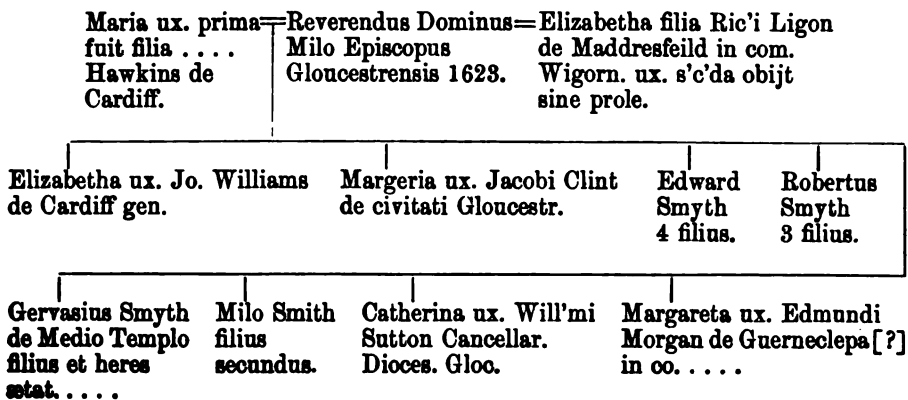 Maria ux. prima
fuit filia . . . .
Hawkins de
Cardiff.
Reverendus Dominus
Milo Episcopus
Gloucestrensis 1623.
Elizabetha filia Ric'i Ligon
de Maddresfeild in com.
Wigorn. ux. s'c'da obijt
sine prole.
Elizabetha ux. Jo. Williams
de Cardiff gen.
Margeria ux. Jacobi Clint
de civitati Gloucestr.
Edward
Smyth
4 filius.
Robertus
Smyth
3 filius.
Gervasius Smyth
de Medio Templo
filius et heres
ætat. . . . .
Milo Smith
filius
secundus.
Catherina ux. Will'mi
Sutton Cancellar.
Dioces. Gloc.
Margareta ux. Edmundi
Morgan de Guerneclepa[?]
in co. . . . .